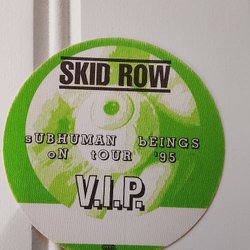 SKID ROW
sUBHUMAN bEINGS
oN tOUR '95
V.I.P.